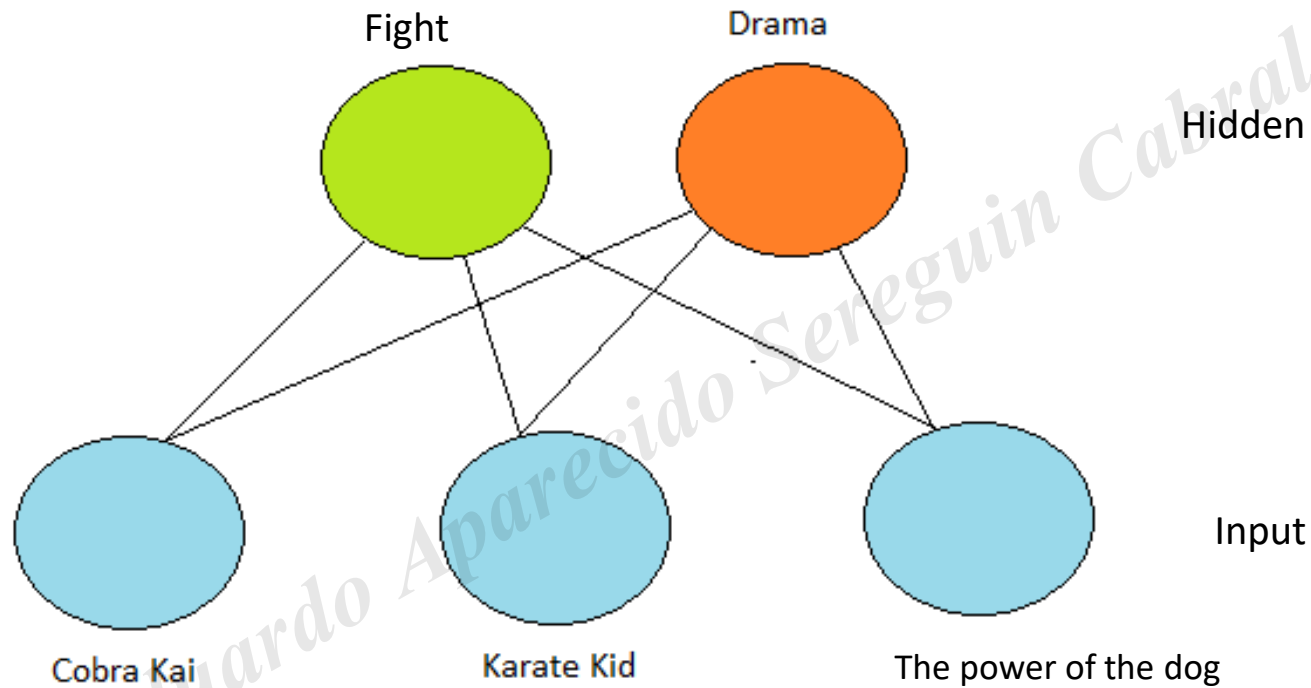 Fight
Drama
Hidden
Input
Cobra Kai
Karate Kid
The power of the dog
Aparecido Sereguin Cabral